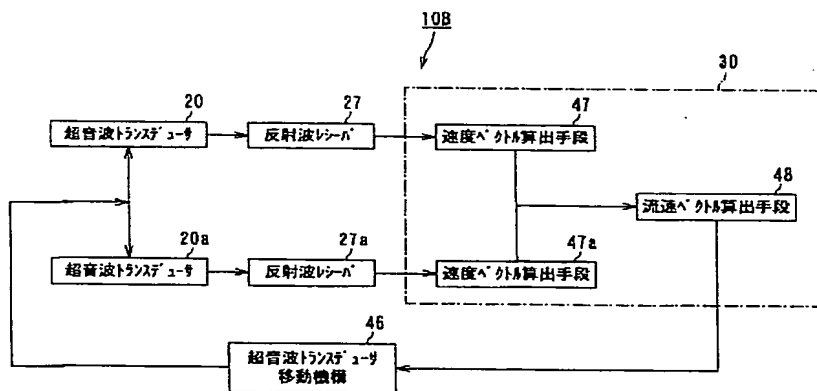 10B
30
20
27
47
超音波トランスデューサ
反射波レシーバ
速度ベクトル算出手段
48
流速ベクトル算出手段
20a
27a
47a
超音波トランスデューサ
反射波レシーバ
速度ベクトル算出手段
46
超音波トランスデューサ
移動機構